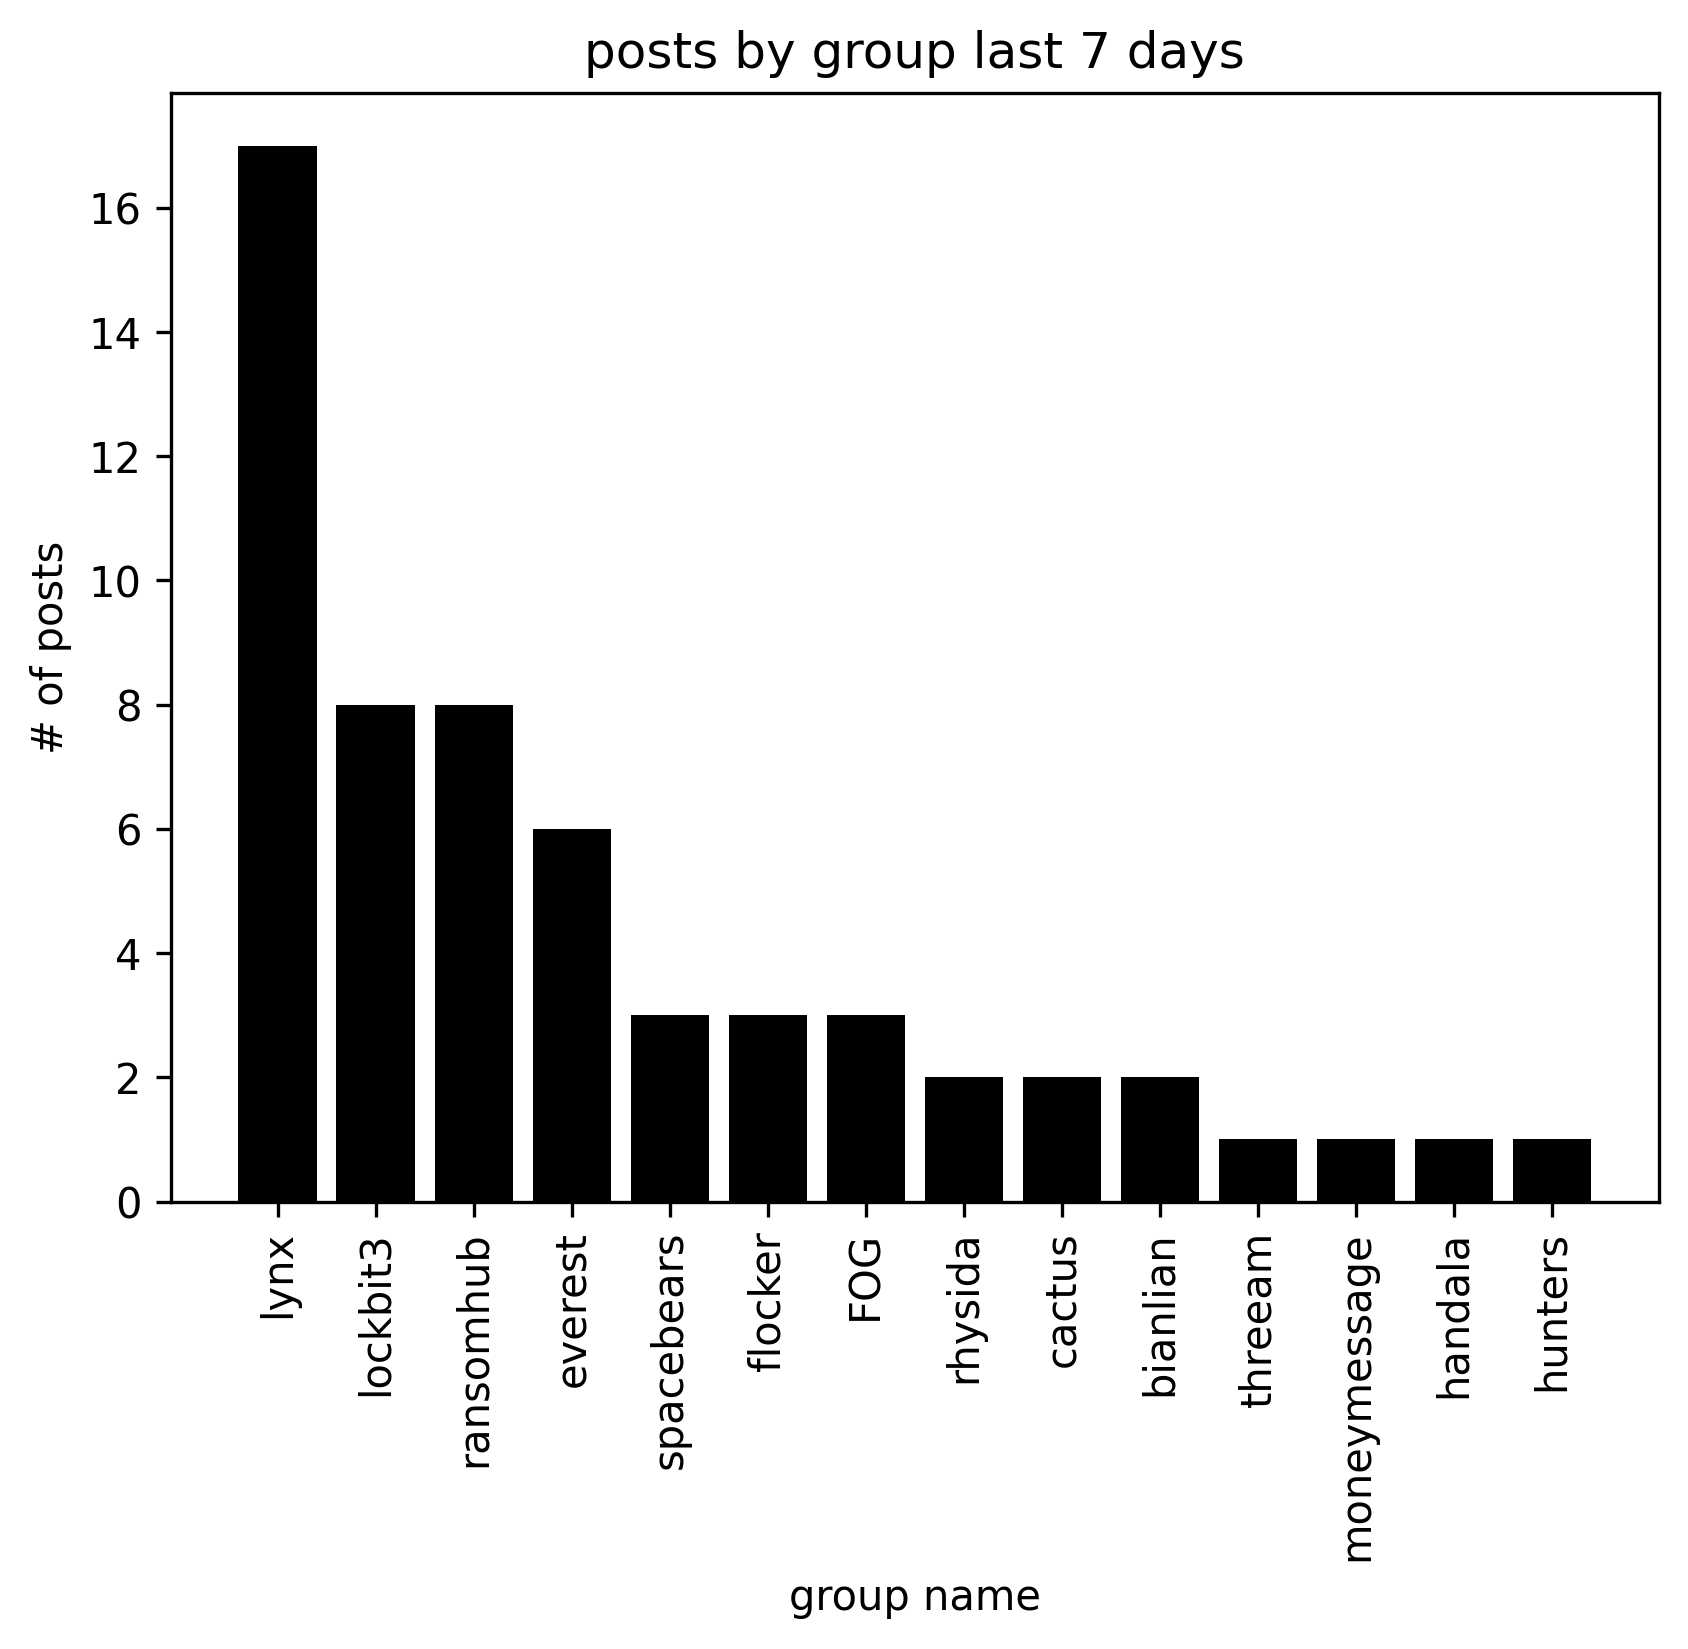 posts by group last 7 days
# of posts
16
14
12
10
8
6
4
2
0
lynx
lockbit3
ransomhub
everest
spacebears
flocker
FOG
rhysida
cactus
bianlian
threeam
moneymessage
handala
hunters
group name